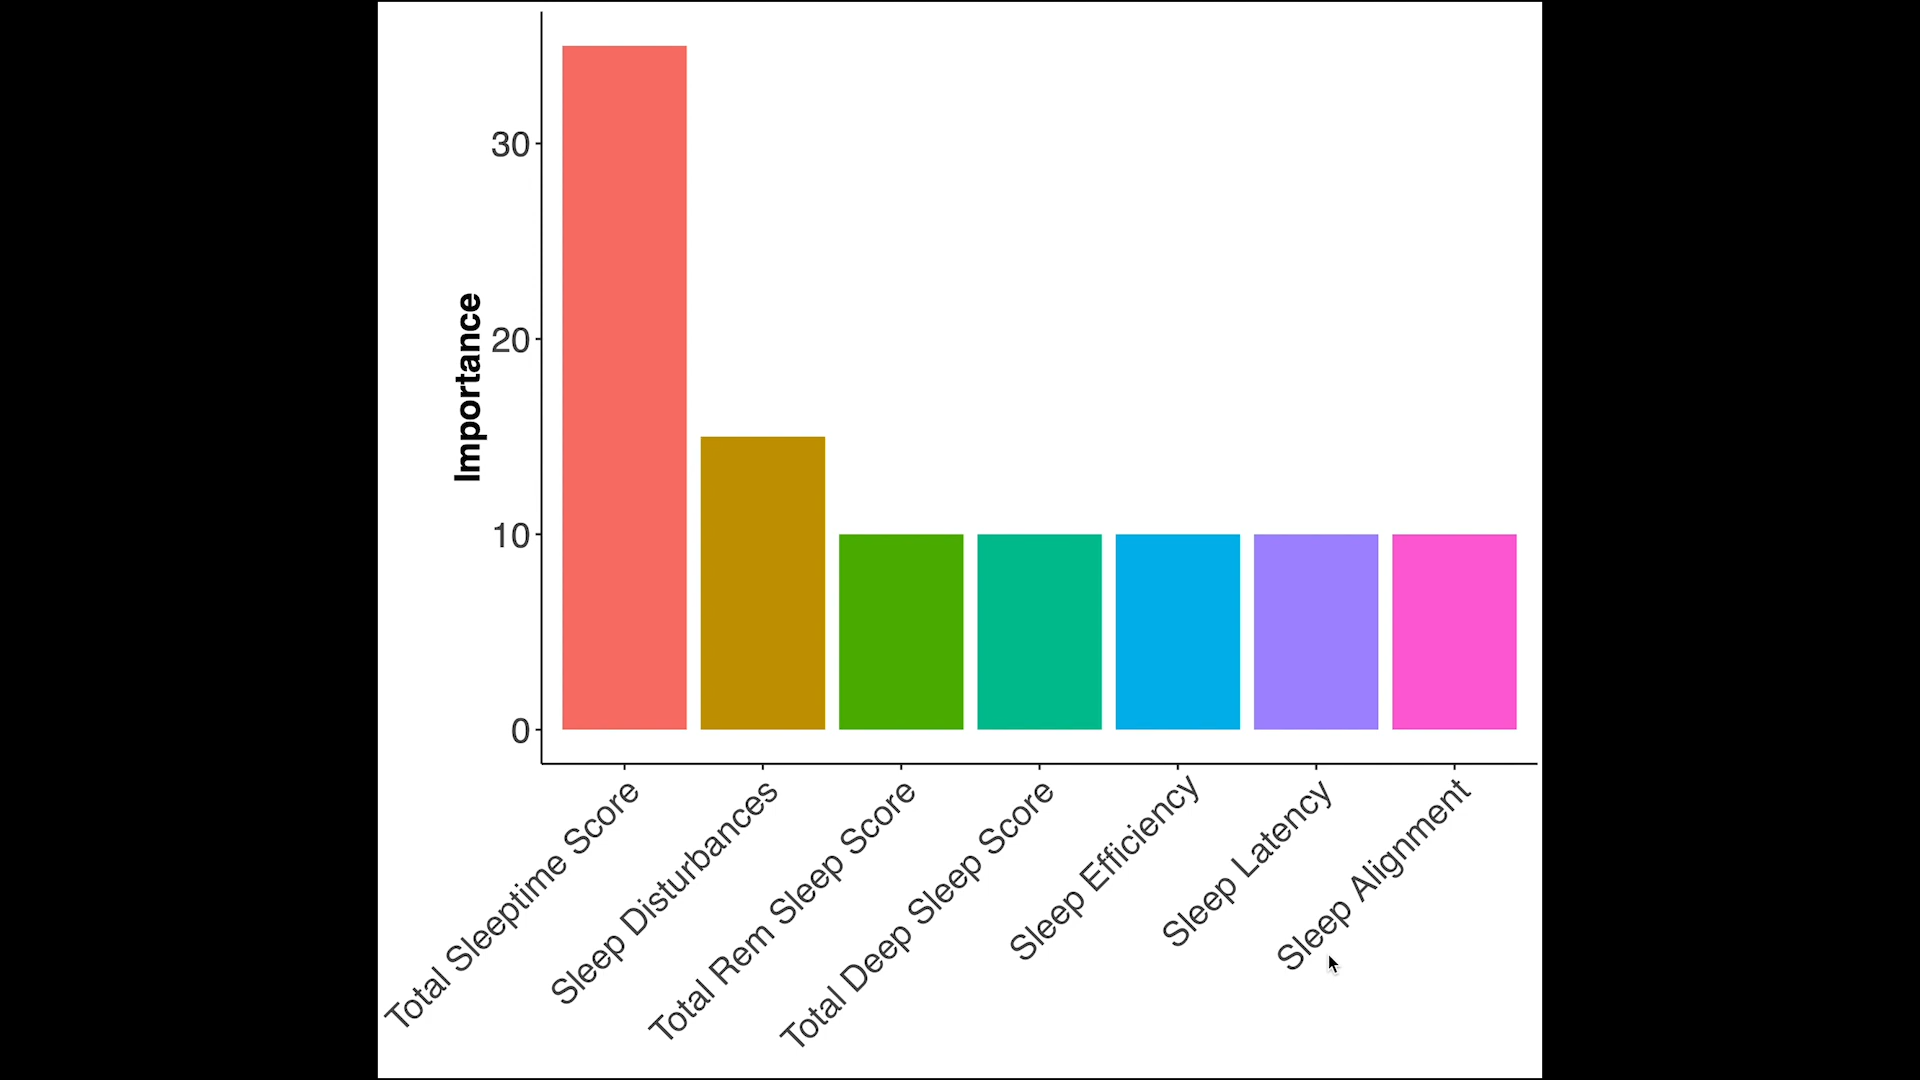 Importance
30
20
10
0
Total Sleeptime Score
Sleep Disturbances
Total Rem Sleep Score
Total Deep Sleep Score
Sleep Efficiency
Sleep Latency
Sleep Alignment